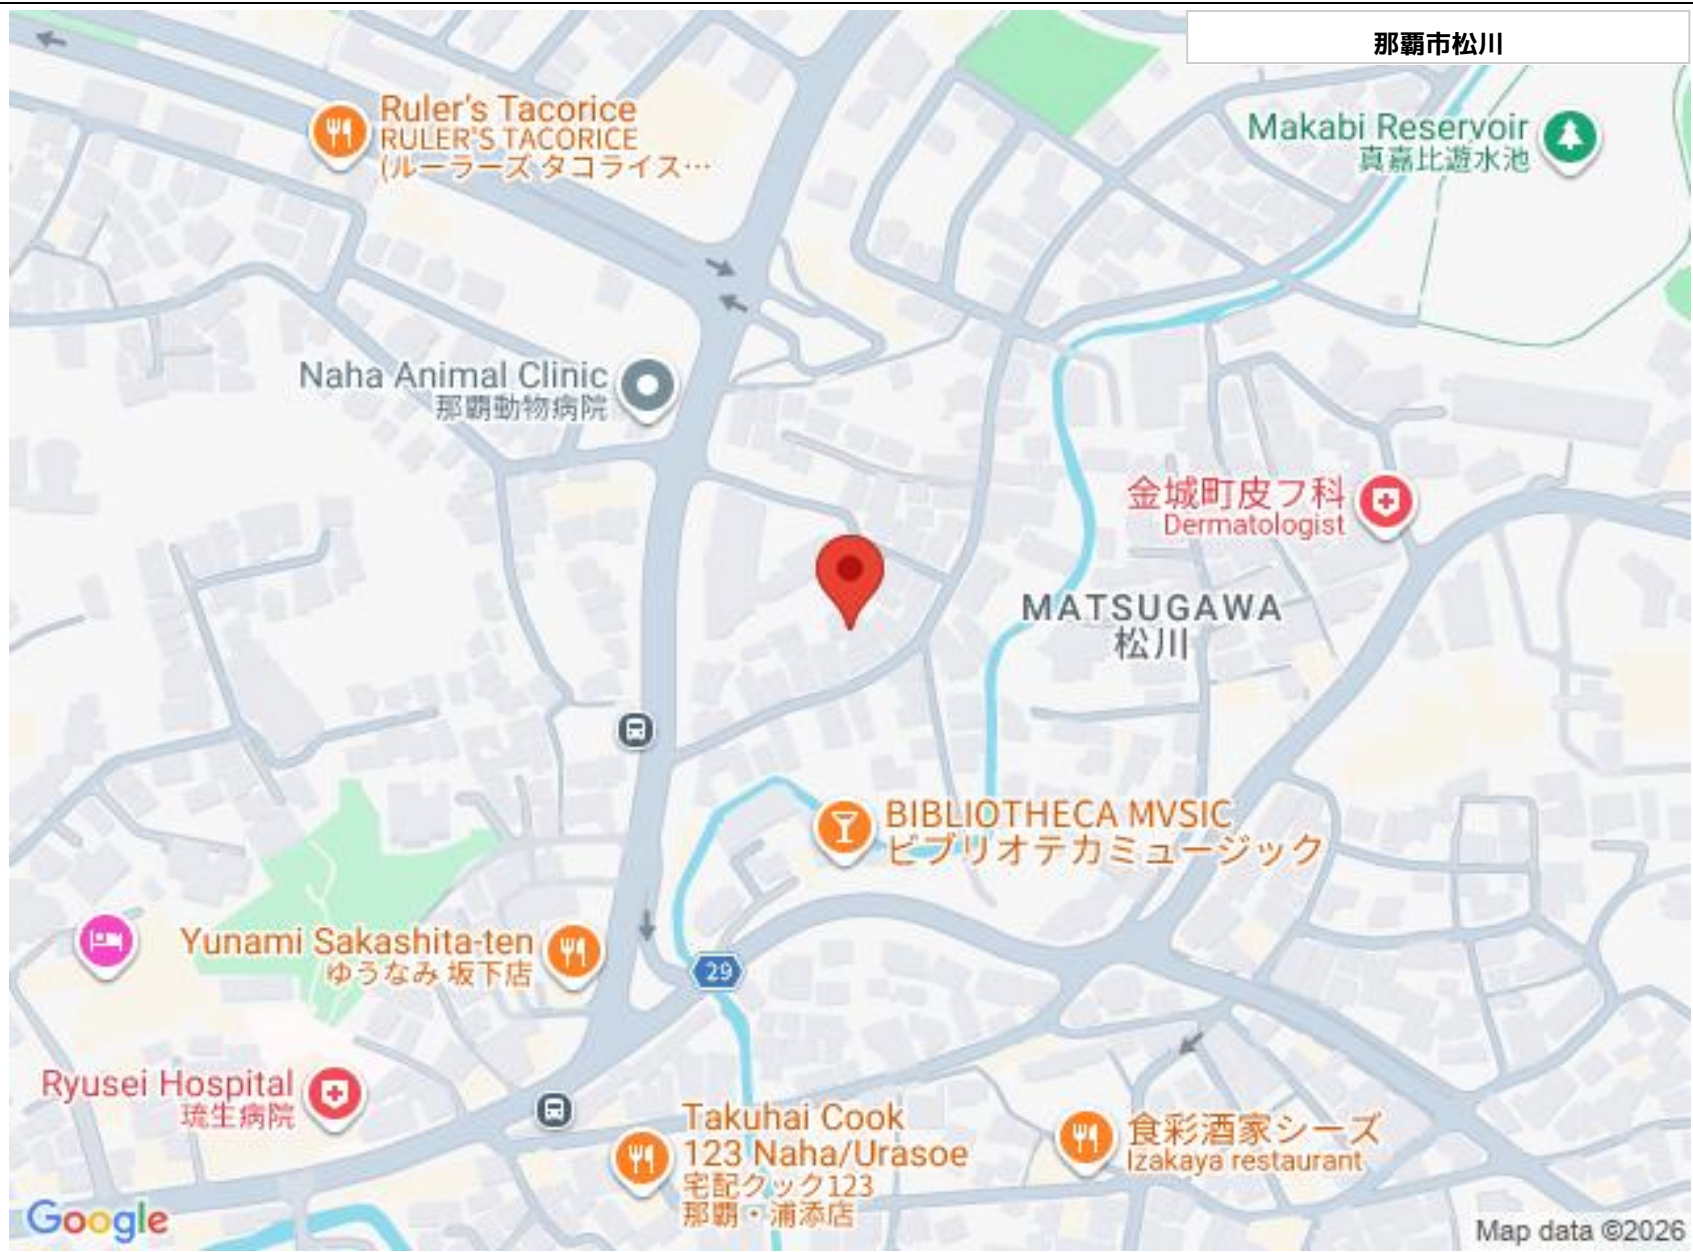 那覇市松川
Ruler's Tacorice
RULER'S TACORICE
(ルーラーズ タコライス…
Makabi Reservoir
真嘉比遊水池
Naha Animal Clinic
那覇動物病院
金城町皮フ科
Dermatologist
MATSUGAWA
松川
BIBLIOTHECA MVSIC
ビブリオテカミュージック
Yunami Sakashita-ten
ゆうなみ 坂下店
29
Ryusei Hospital
琉生病院
Takuhai Cook
123 Naha/Urasoe
宅配クック123
那覇・浦添店
食彩酒家シーズ
Izakaya restaurant
Google
Map data ©2026